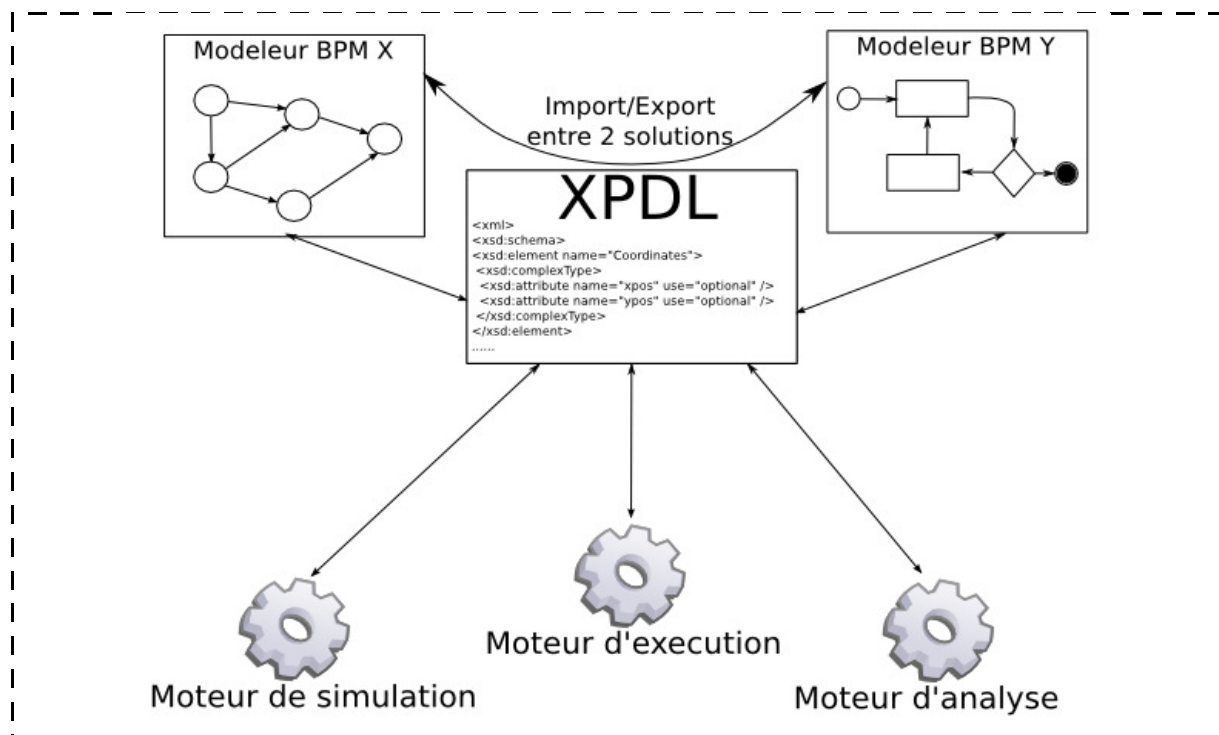 Modeleur BPM X
Modeleur BPM Y
Import/Export
entre 2 solutions
XPDL
<xml>
<xsd:schema>
<xsd:element name="Coordinates">
<xsd:complexType>
<xsd:attribute name="xpos" use="optional" />
<xsd:attribute name="ypos" use="optional" />
</xsd:complexType>
</xsd:element>
......
Moteur d'execution
Moteur de simulation
Moteur d'analyse